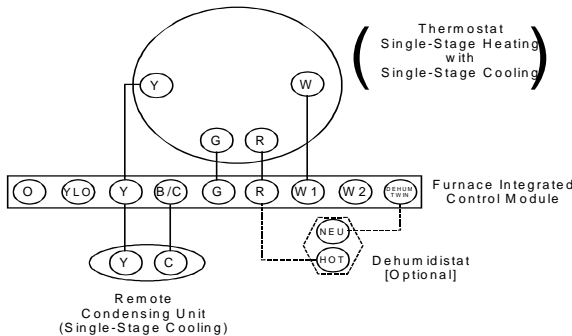 Thermostat
Single-Stage Heating
with
Single-Stage Cooling
Y
W
G
R
O
YLO
Y
B/C
G
R
W1
W2
DEHUM
TWIN
Furnace Integrated
Control Module
NEU
HOT
Dehumidistat
[Optional]
Y
C
Remote
Condensing Unit
(Single-Stage Cooling)